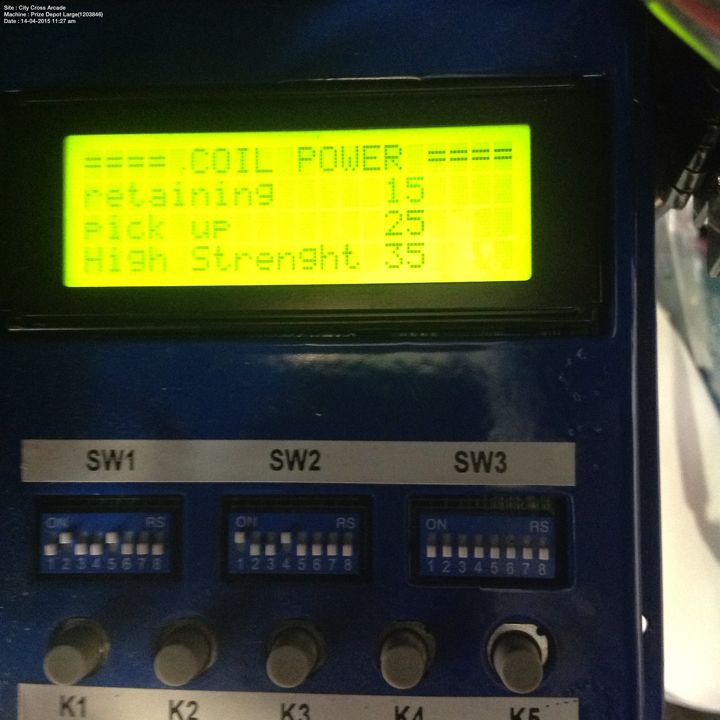 Site : City Cross Arcade
Machine : Prize Depot Large(1203846)
Date : 14-04-2015 11:27 am
==== .COIL POWER ====
retaining 15
pick up 25
High Strenght 35
SW1 SW2 SW3
ON RS ON RS ON RS
1 2 3 4 5 6 7 8 1 2 3 4 5 6 7 8 1 2 3 4 5 6 7 8
K1 K2 K3 K4 K5